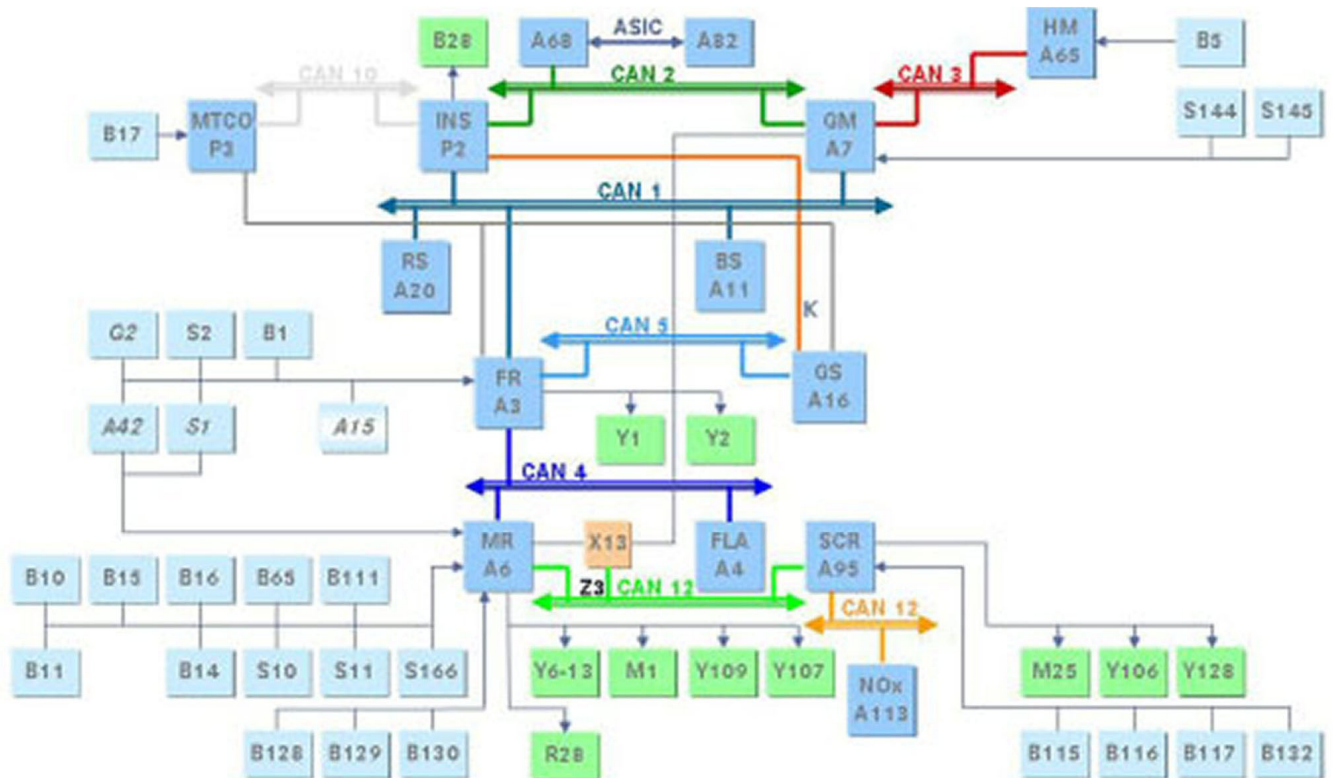 B28
A68
ASIC
A82
HM
A65
B5
CAN 10
CAN 2
CAN 3
B17
MTCO
P3
INS
P2
GM
A7
S144
S145
CAN 1
RS
A20
BS
A11
K
G2
S2
B1
CAN 5
FR
A3
GS
A16
A42
S1
A15
Y1
Y2
CAN 4
MR
A6
X13
FLA
A4
SCR
A95
B10
B15
B16
B65
B111
Z3
CAN 12
CAN 12
B11
B14
S10
S11
S166
Y6-13
M1
Y109
Y107
NOx
A113
M25
Y106
Y128
B128
B129
B130
R28
B115
B116
B117
B132